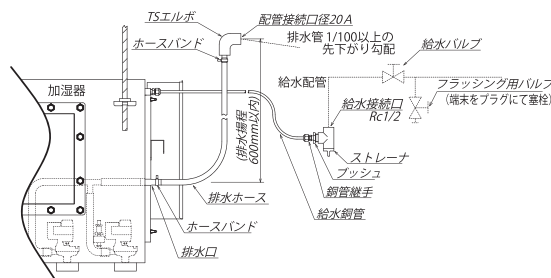 TSエルボ
配管接続口径20A
ホースバンド
排水管 1/100以上の
先下がり勾配
給水バルブ
給水配管
フラッシング用バルブ
(端末をプラグにて塞栓)
加湿器
給水接続口
Rc1/2
(排水揚程
600mm以内)
ストレーナ
ブッシュ
銅管継手
給水銅管
排水ホース
ホースバンド
排水口